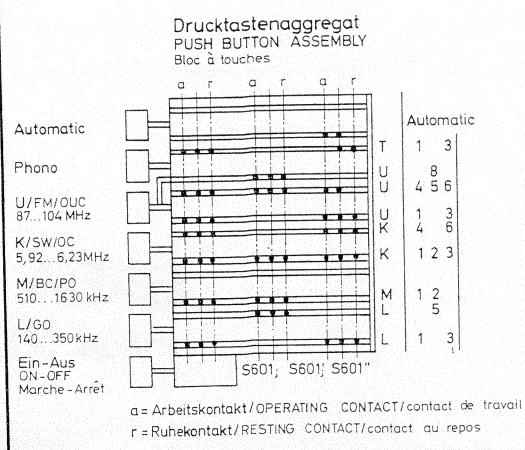 Drucktastenaggregat
PUSH BUTTON ASSEMBLY
Bloc à touches
a r a r a r
Automatic
Automatic
T 1 3
Phono
U 8
U 4 5 6
U/FM/OUC
87...104 MHz
U 1 3
K 4 6
K/SW/OC
5,92...6,23MHz
K 1 2 3
M/BC/PO
510...1630 kHz
M 1 2
L 5
L/GO
140...350kHz
L 1 3
Ein-Aus
ON-OFF
Marche-Arrêt
S601; S601' S601"
a = Arbeitskontakt/OPERATING CONTACT/contact de travail
r = Ruhekontakt/RESTING CONTACT/contact au repos